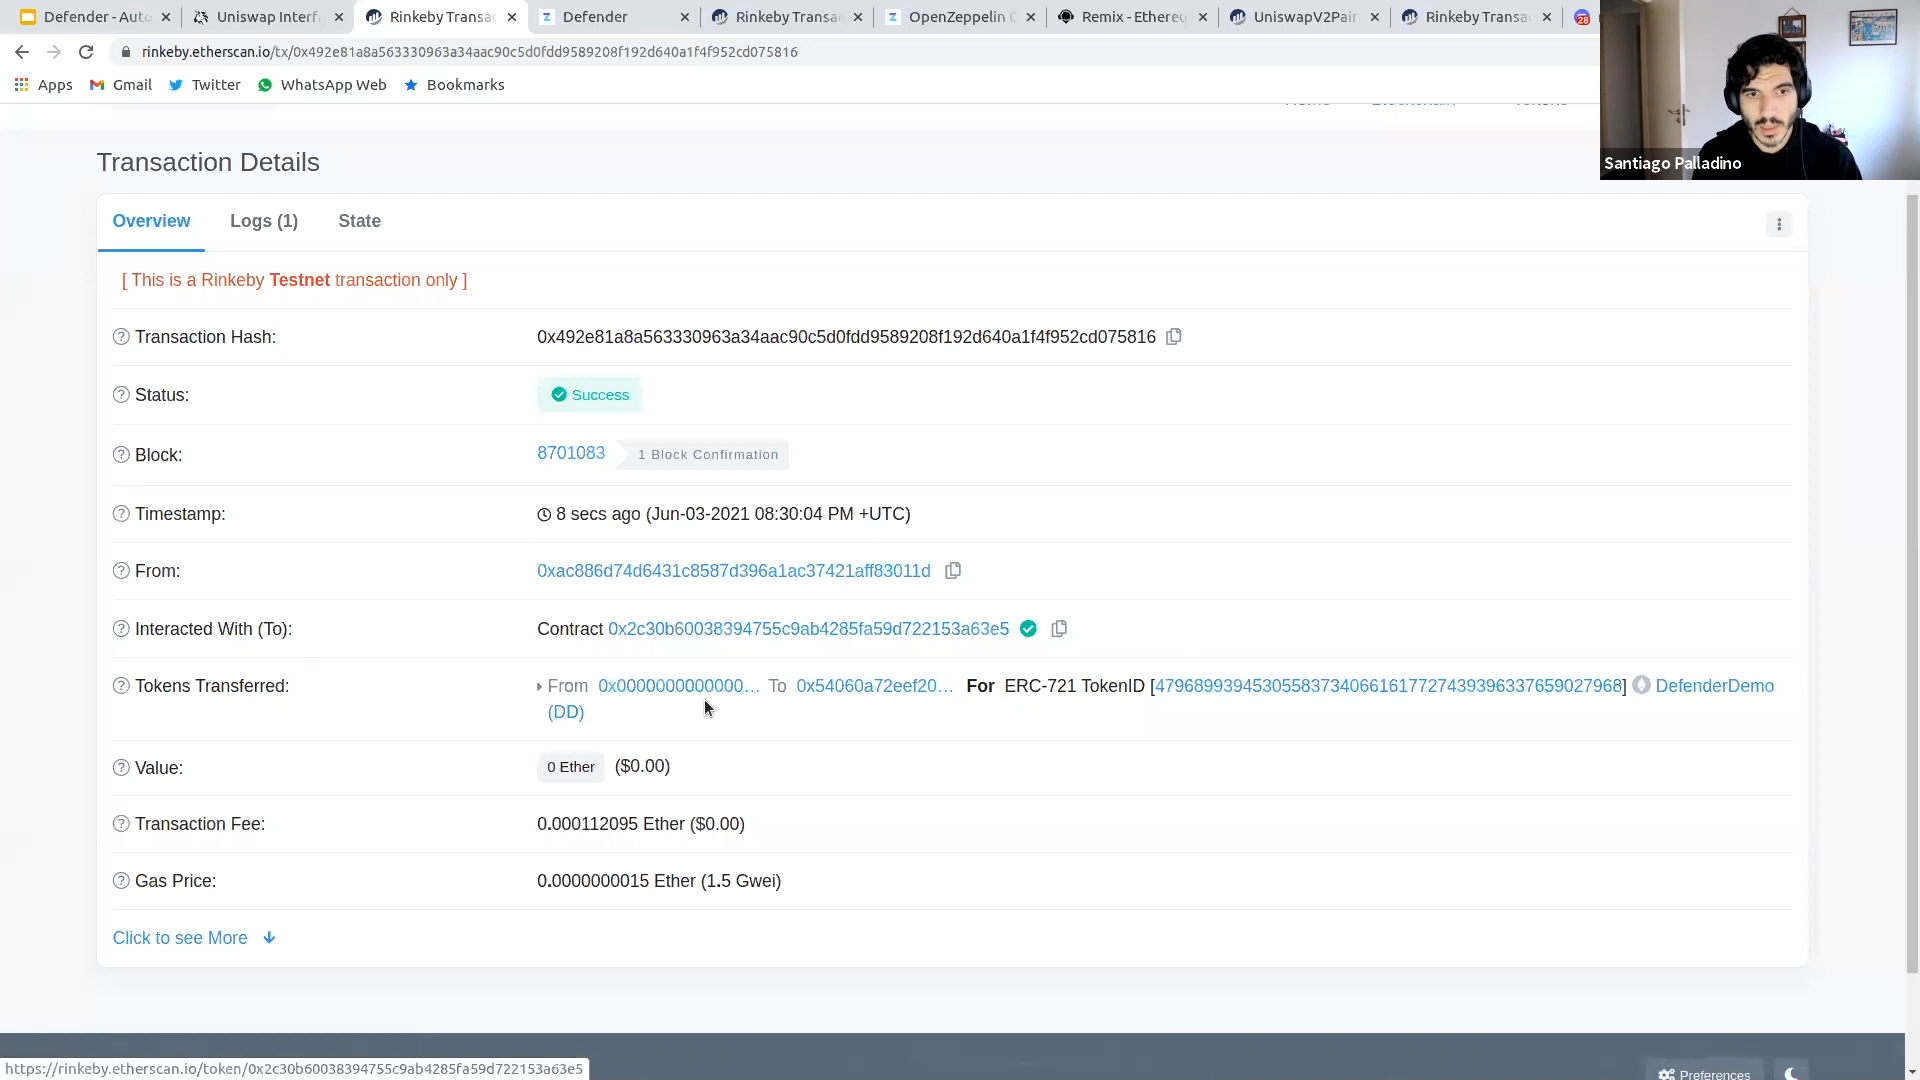 Defender - Auto
Uniswap Interf
Rinkeby Transa
Defender
Rinkeby Transa
OpenZeppelin
Remix - Ethere
UniswapV2Pair
Rinkeby Transa
28
rinkeby.etherscan.io/tx/0x492e81a8a563330963a34aac90c5d0fdd9589208f192d640a1f4f952cd075816
Apps
Gmail
Twitter
WhatsApp Web
Bookmarks
Santiago Palladino
Transaction Details
Overview
Logs (1)
State
[ This is a Rinkeby Testnet transaction only ]
Transaction Hash:
0x492e81a8a563330963a34aac90c5d0fdd9589208f192d640a1f4f952cd075816
Status:
Success
Block:
8701083
1 Block Confirmation
Timestamp:
8 secs ago (Jun-03-2021 08:30:04 PM +UTC)
From:
0xac886d74d6431c8587d396a1ac37421aff83011d
Interacted With (To):
Contract 0x2c30b60038394755c9ab4285fa59d722153a63e5
Tokens Transferred:
From 0x0000000000000... To 0x54060a72eef20... For ERC-721 TokenID [47968993945305583734066161772743939633765902​7968] DefenderDemo
(DD)
Value:
0 Ether ($0.00)
Transaction Fee:
0.000112095 Ether ($0.00)
Gas Price:
0.0000000015 Ether (1.5 Gwei)
Click to see More
https://rinkeby.etherscan.io/token/0x2c30b60038394755c9ab4285fa59d722153a63e5
Preferences